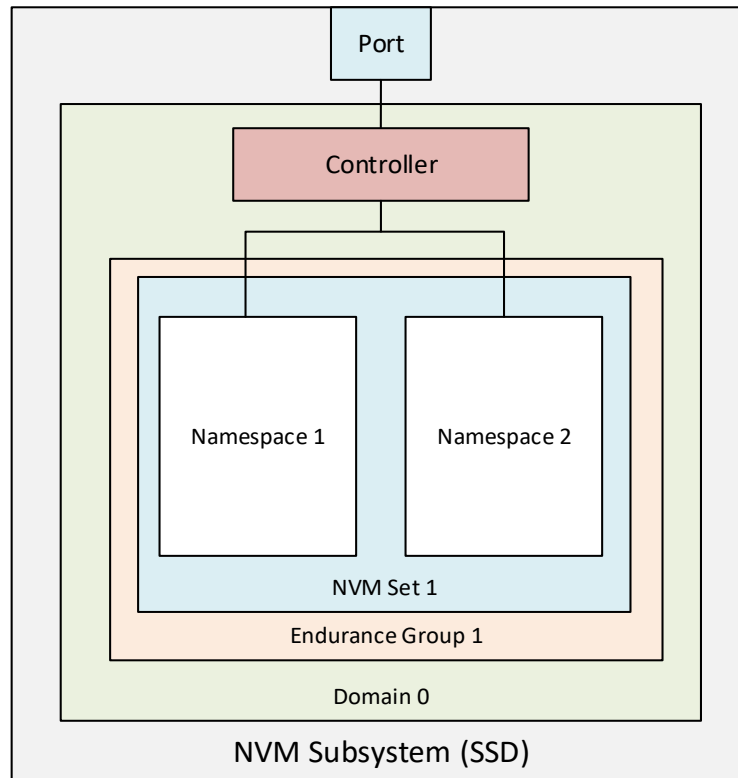 Port
Controller
Namespace 1
Namespace 2
NVM Set 1
Endurance Group 1
Domain 0
NVM Subsystem (SSD)